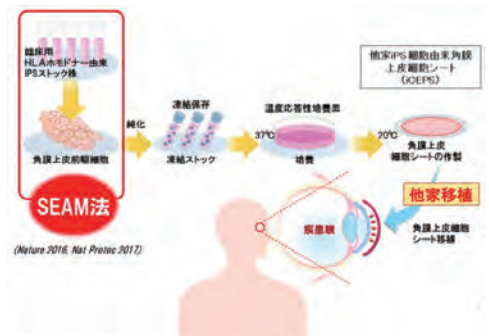 臨床用
HLAホモドナー由来
iPSストック株
角膜上皮前駆細胞
SEAM法
(Nature 2016, Nat Protoc 2017)
純化
凍結保存
凍結ストック
温度応答性培養皿
37℃
培養
20℃
他家iPS細胞由来角膜
上皮細胞シート
(iCEPS)
角膜上皮
細胞シートの作製
他家移植
疾患眼
角膜上皮細胞
シート移植